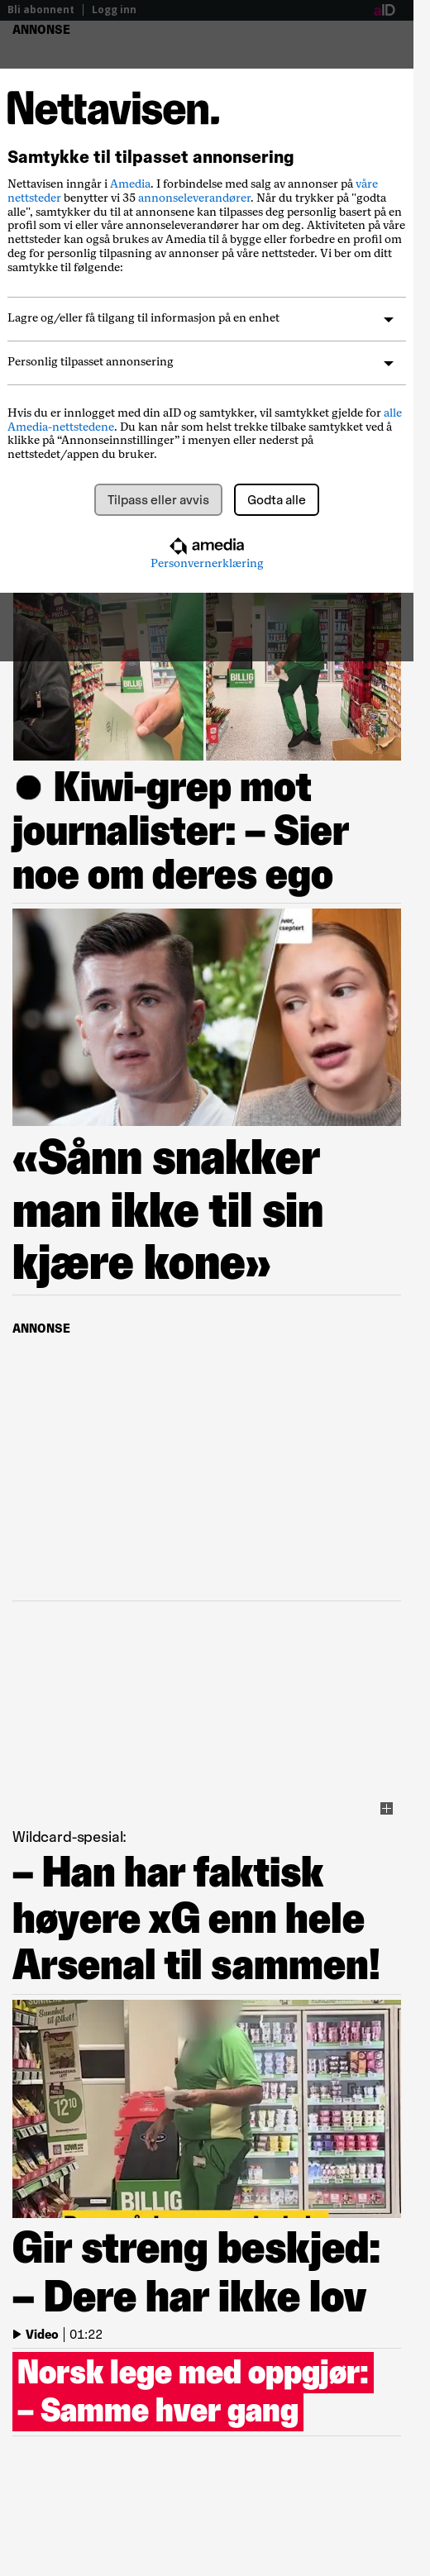 Bli abonnent | Logg inn aID
ANNONSE
Nettavisen.
Samtykke til tilpasset annonsering
Nettavisen inngår i Amedia. I forbindelse med salg av annonser på våre
nettsteder benytter vi 35 annonseleverandører. Når du trykker på "godta
alle", samtykker du til at annonsene kan tilpasses deg personlig basert på en
profil som vi eller våre annonseleverandører har om deg. Aktiviteten på våre
nettsteder kan også brukes av Amedia til å bygge eller forbedre en profil om
deg for personlig tilpasning av annonser på våre nettsteder. Vi ber om ditt
samtykke til følgende:
Lagre og/eller få tilgang til informasjon på en enhet
Personlig tilpasset annonsering
Hvis du er innlogget med din aID og samtykker, vil samtykket gjelde for alle
Amedia-nettstedene. Du kan når som helst trekke tilbake samtykket ved å
klikke på “Annonseinnstillinger” i menyen eller nederst på
nettstedet/appen du bruker.
Tilpass eller avvis Godta alle
amedia
Personvernerklæring
BILLIG BILLIG
● Kiwi-grep mot
journalister: – Sier
noe om deres ego
«Sånn snakker
man ikke til sin
kjære kone»
ANNONSE
Wildcard-spesial:
– Han har faktisk
høyere xG enn hele
Arsenal til sammen!
12,10
BILLIG
Gir streng beskjed:
– Dere har ikke lov
Video | 01:22
Norsk lege med oppgjør:
– Samme hver gang